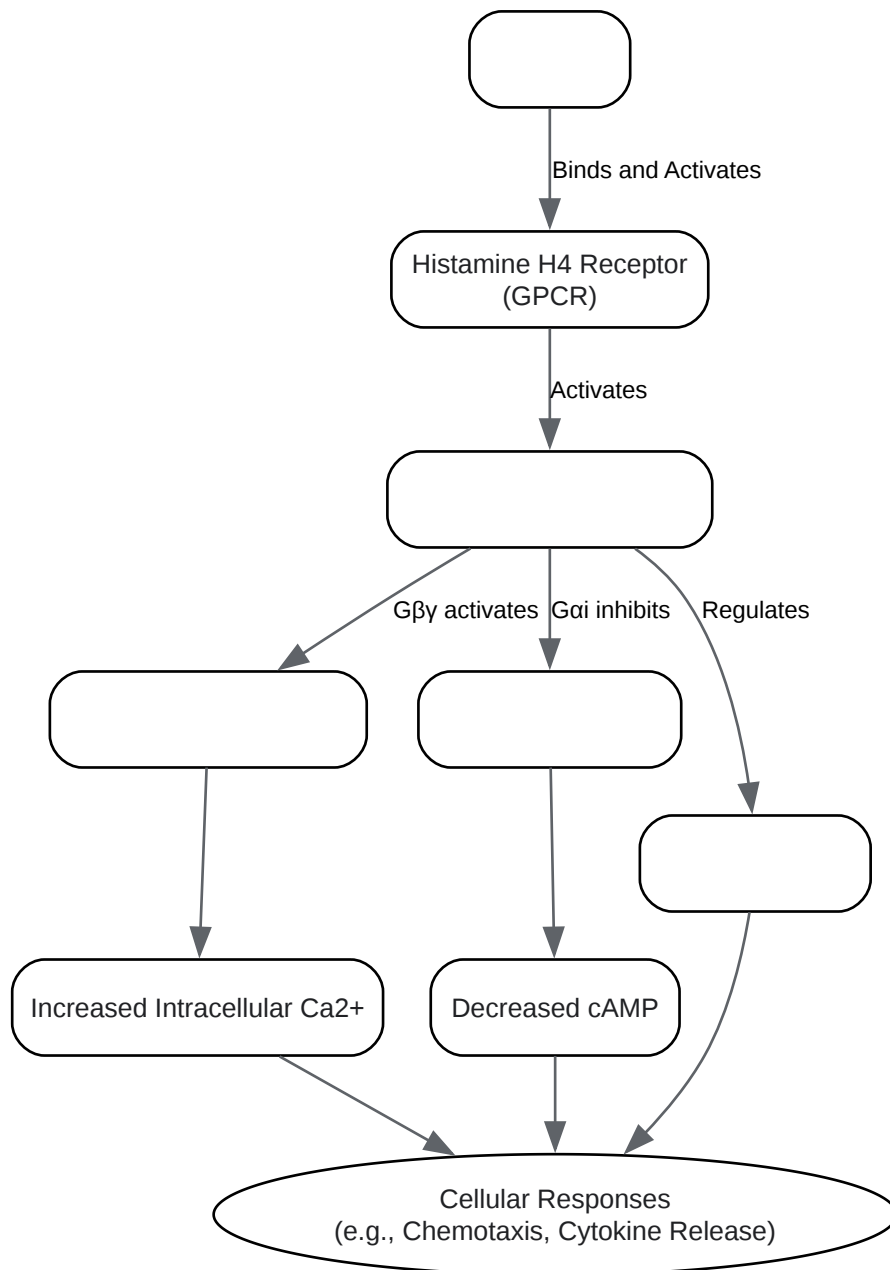 Binds and Activates
Histamine H4 Receptor
(GPCR)
Activates
Gβγ activates
Gαi inhibits
Regulates
Increased Intracellular Ca2+
Decreased cAMP
Cellular Responses
(e.g., Chemotaxis, Cytokine Release)